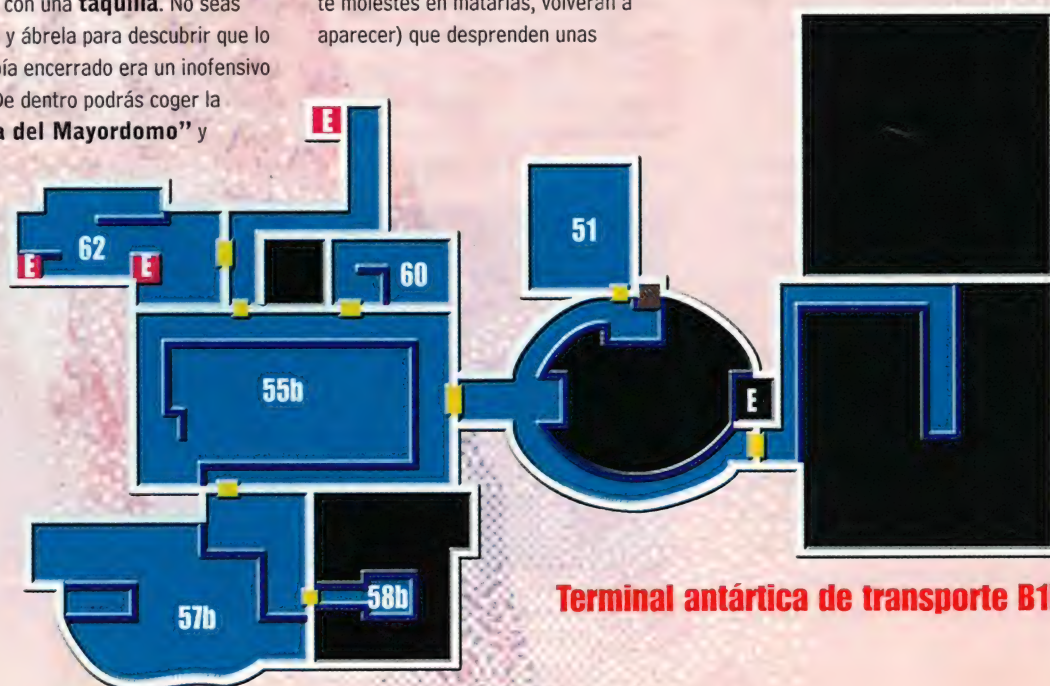 con una taquilla. No seas
y ábrela para descubrir que lo
ía encerrado era un inofensivo
De dentro podrás coger la
a del Mayordomo” y
te molestes en matarlas, volverán a
aparecer) que desprenden unas
E
62
E
E
60
51
55b
E
57b
58b
Terminal antártica de transporte B1